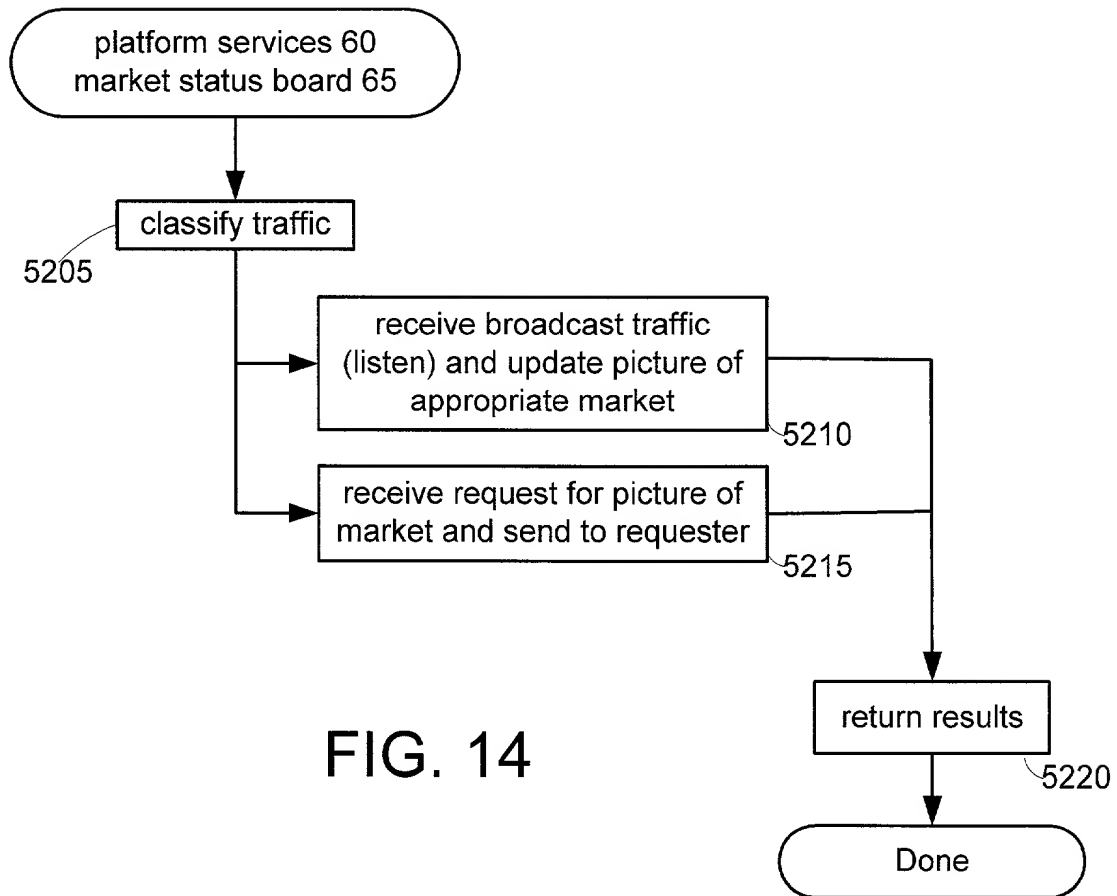 platform services 60
market status board 65
classify traffic
5205
receive broadcast traffic
(listen) and update picture of
appropriate market
5210
receive request for picture of
market and send to requester
5215
return results
5220
FIG. 14
Done